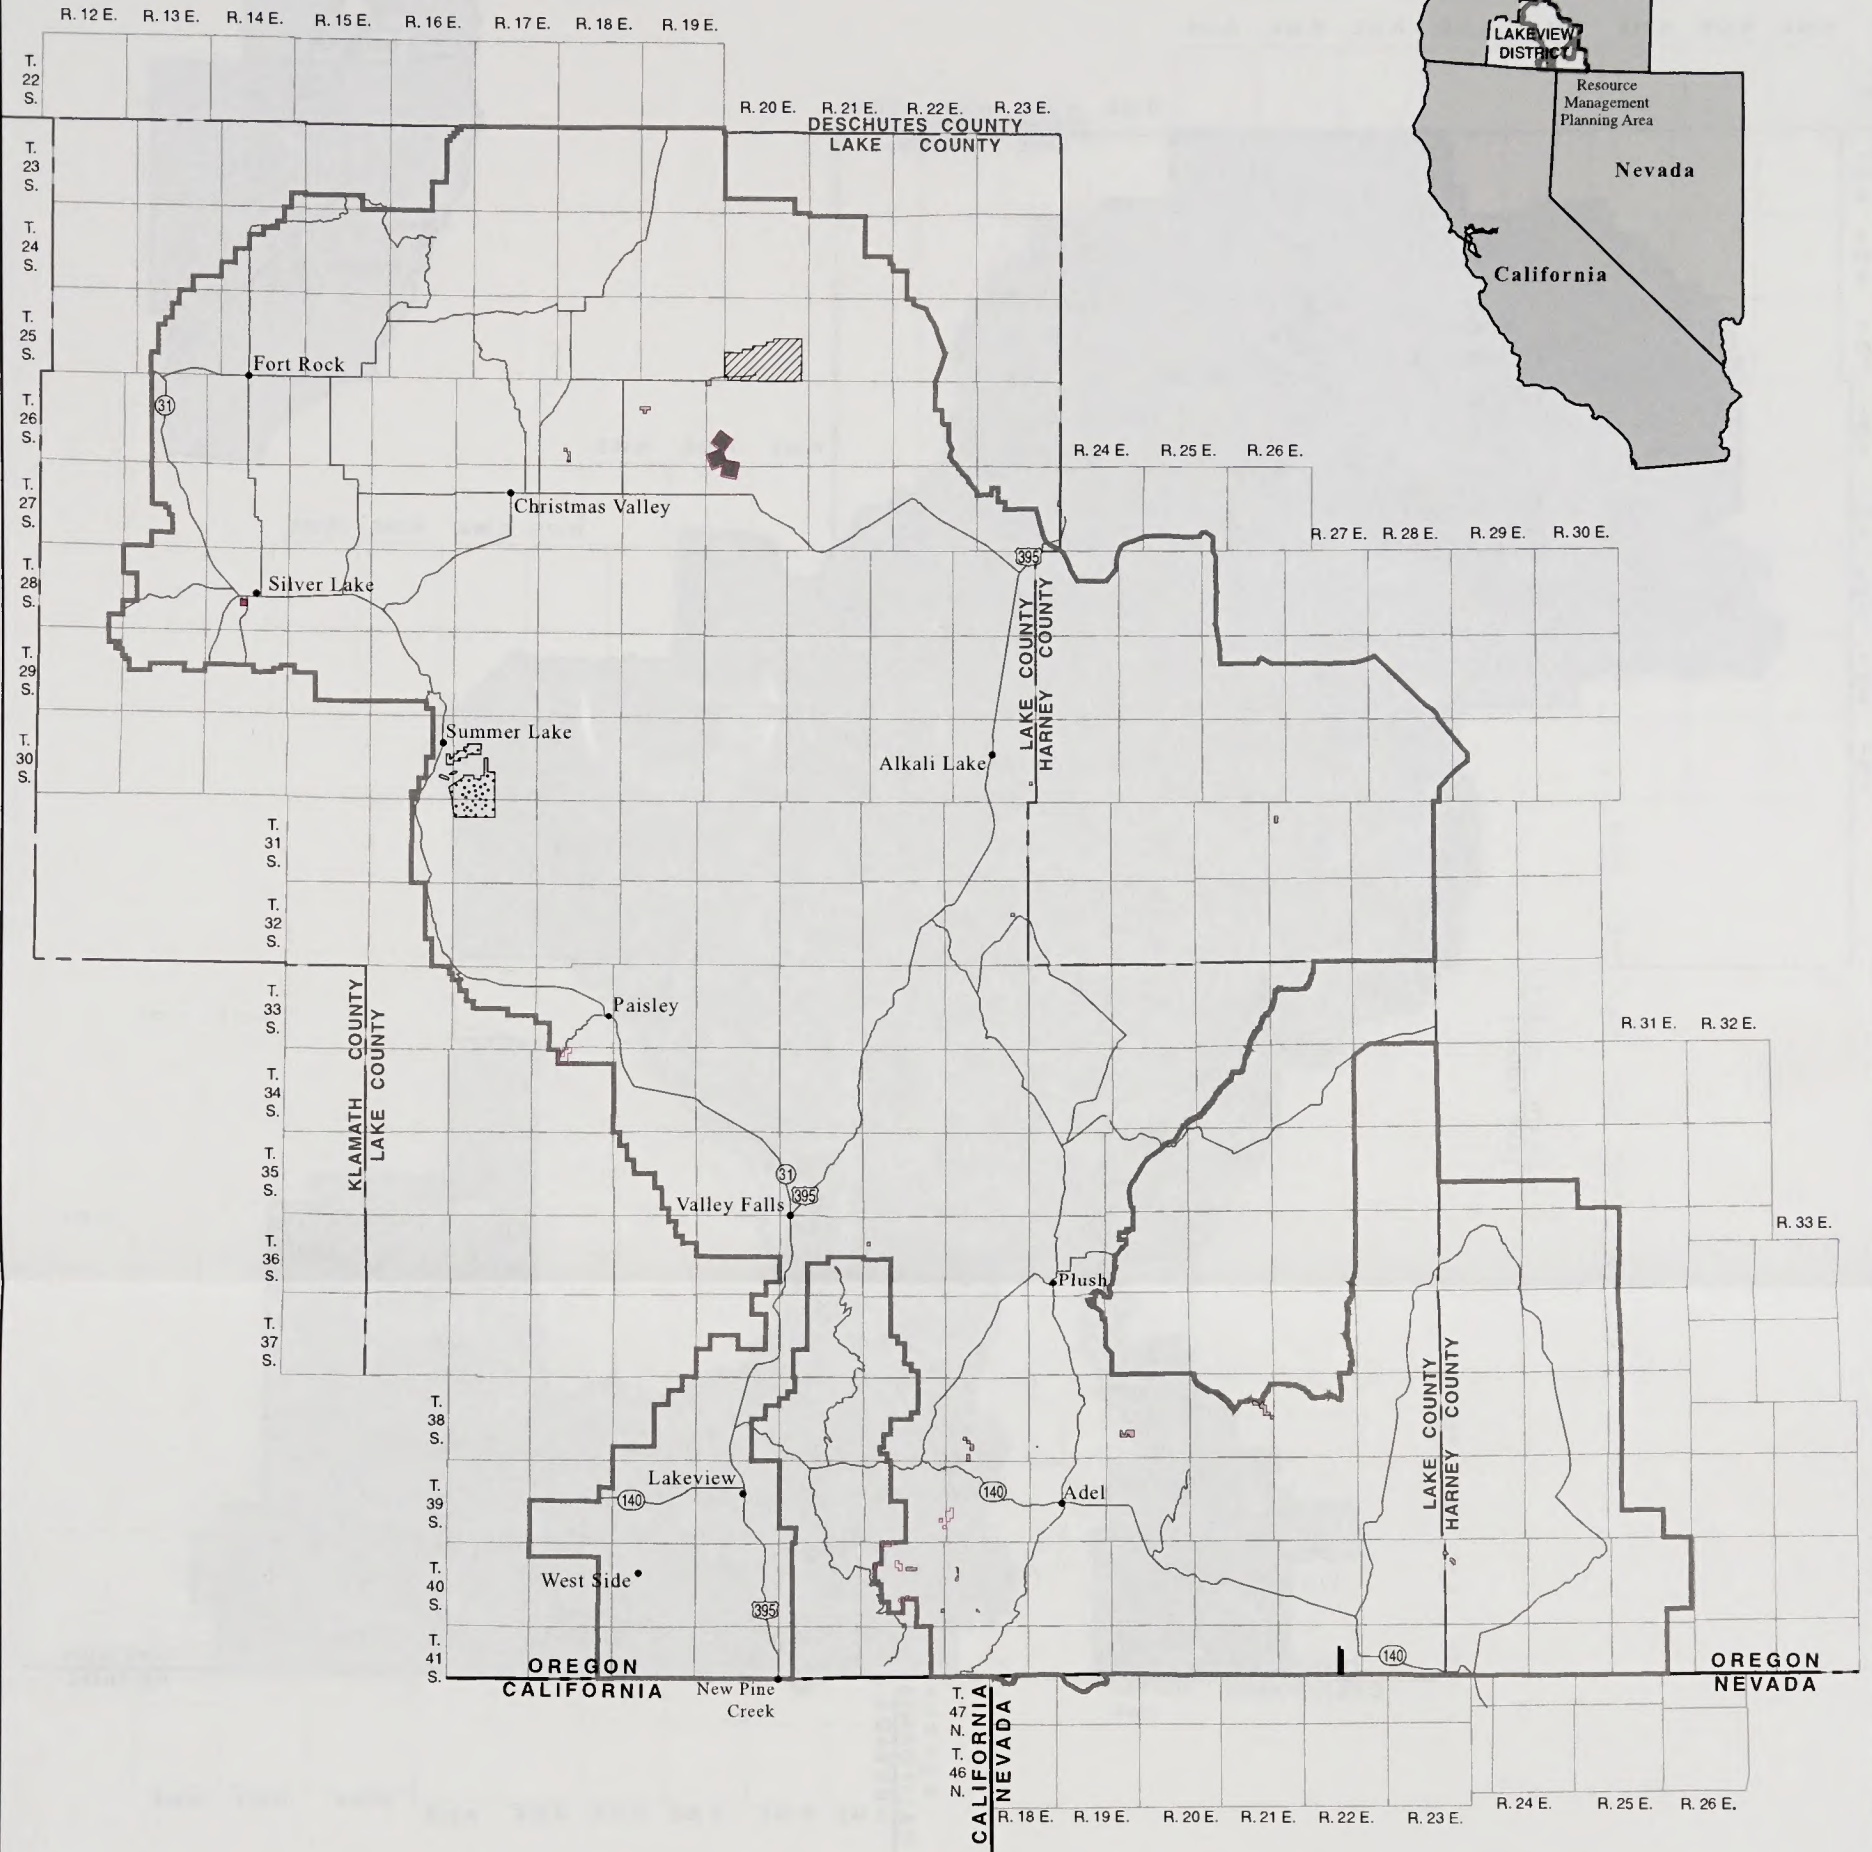 R. 12 E. R. 13 E. R. 14 E. R. 15 E. R. 16 E. R. 17 E. R. 18 E. R. 19 E.
LAKEVIEW
DISTRICT
Resource
Management
Planning Area
Nevada
California
T.
22
S.
R. 20 E. R. 21 E. R. 22 E. R. 23 E.
DESCHUTES COUNTY
LAKE COUNTY
T.
23
S.
T.
24
S.
T.
25
S.
Fort Rock
31
T.
26
S.
R. 24 E. R. 25 E. R. 26 E.
T.
27
S.
Christmas Valley
R. 27 E. R. 28 E. R. 29 E. R. 30 E.
395
T.
28
S.
Silver Lake
LAKE COUNTY
HARNEY COUNTY
T.
29
S.
Summer Lake
T.
30
S.
Alkali Lake
T.
31
S.
T.
32
S.
T.
33
S.
Paisley
KLAMATH COUNTY
LAKE COUNTY
R. 31 E. R. 32 E.
T.
34
S.
T.
35
S.
31
395
Valley Falls
R. 33 E.
T.
36
S.
Plush
T.
37
S.
LAKE COUNTY
HARNEY COUNTY
T.
38
S.
Lakeview
140
T.
39
S.
140
Adel
T.
40
S.
West Side
395
T.
41
S.
140
OREGON
CALIFORNIA
New Pine
Creek
OREGON
NEVADA
T.
47
N.
T.
46
N.
CALIFORNIA
NEVADA
R. 18 E. R. 19 E. R. 20 E. R. 21 E. R. 22 E. R. 23 E. R. 24 E. R. 25 E. R. 26 E.